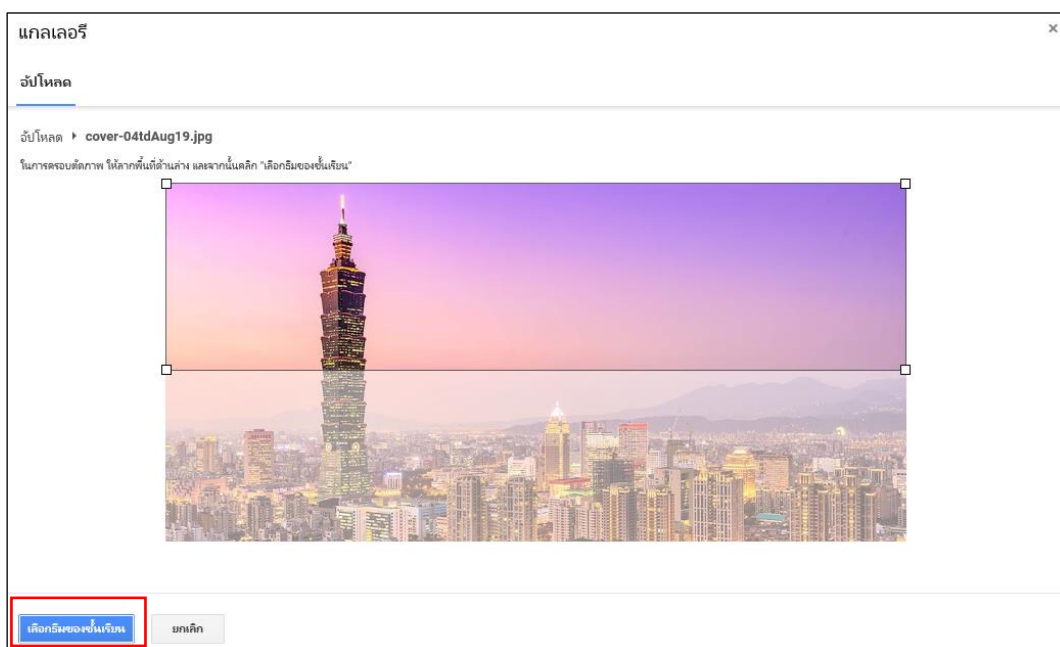 แกลเลอรี
×
อัปโหลด
อัปโหลด ▸ cover-04tdAug19.jpg
ในการครอบตัดภาพ ให้ลากพื้นที่ด้านล่าง และจากนั้นคลิก "เลือกธีมของชั้นเรียน"
เลือกธีมของชั้นเรียน ยกเลิก